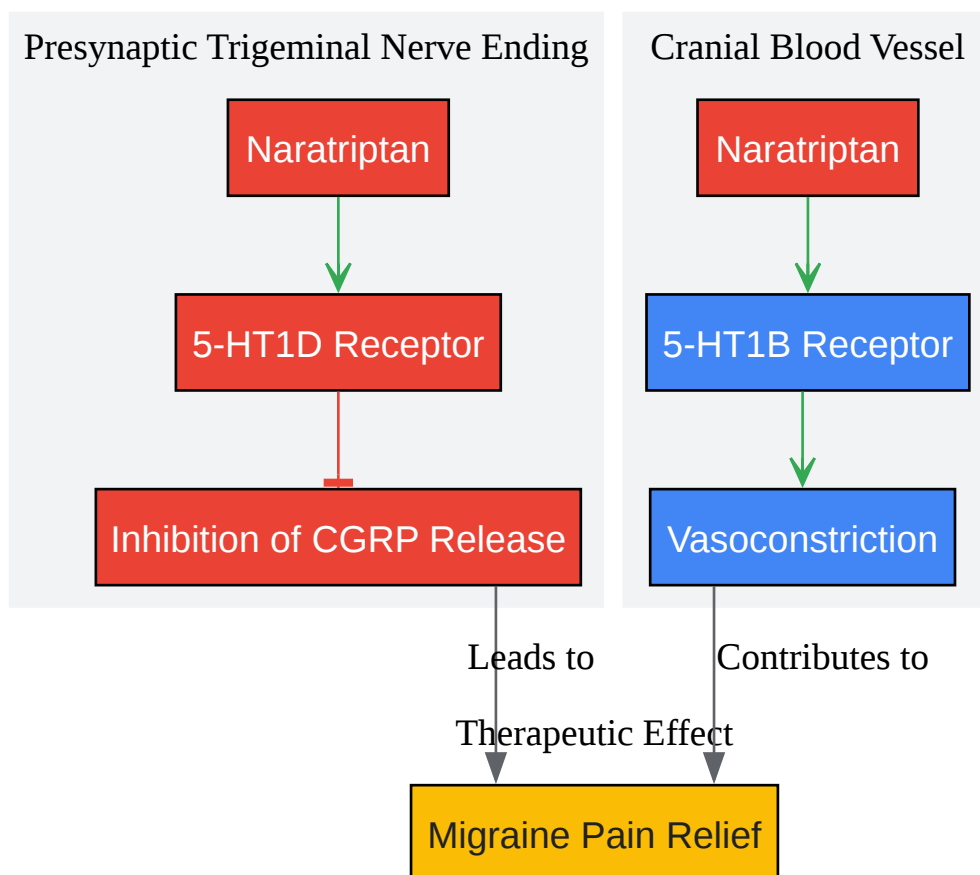 Presynaptic Trigeminal Nerve Ending
Naratriptan
5-HT1D Receptor
Inhibition of CGRP Release
Cranial Blood Vessel
Naratriptan
5-HT1B Receptor
Vasoconstriction
Leads to
Contributes to
Therapeutic Effect
Migraine Pain Relief